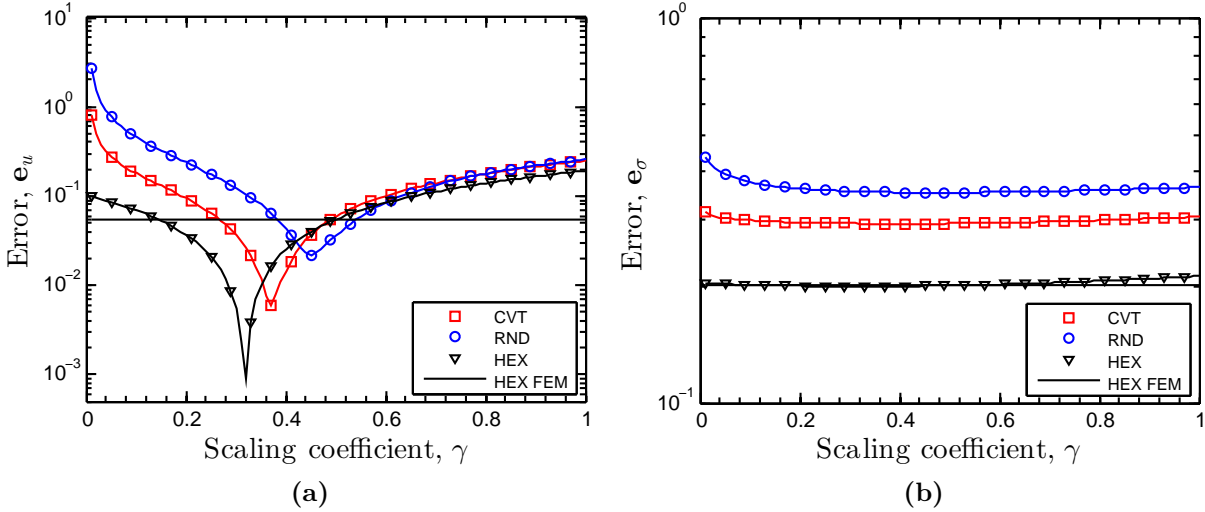 10^1
10^0
10^-1
10^-2
10^-3
Error, e_u
0 0.2 0.4 0.6 0.8 1
Scaling coefficient, γ
CVT
RND
HEX
HEX FEM
(a)
10^0
10^-1
Error, e_σ
0 0.2 0.4 0.6 0.8 1
Scaling coefficient, γ
CVT
RND
HEX
HEX FEM
(b)